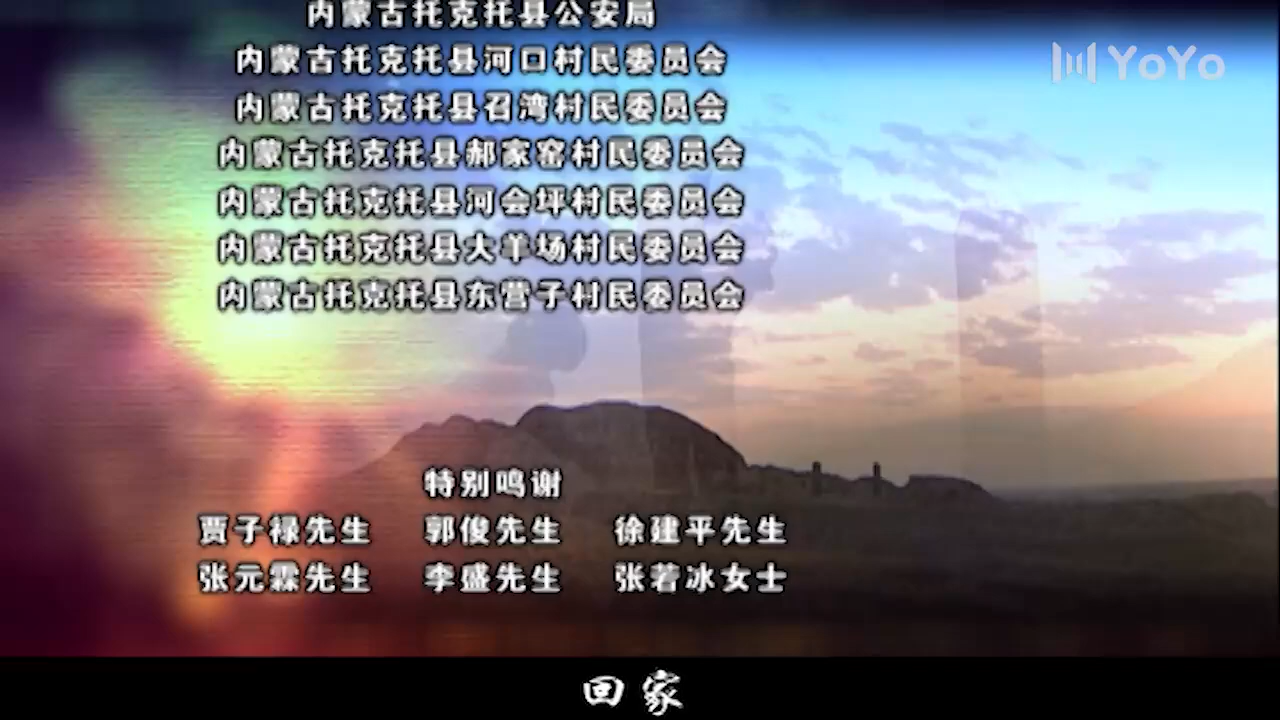 内蒙古托克托县公安局
内蒙古托克托县河口村民委员会
内蒙古托克托县召湾村民委员会
内蒙古托克托县郝家窑村民委员会
内蒙古托克托县河会坪村民委员会
内蒙古托克托县大羊场村民委员会
内蒙古托克托县东营子村民委员会
YoYo
特别鸣谢
贾子禄先生 郭俊先生 徐建平先生
张元霖先生 李盛先生 张若冰女士
回家